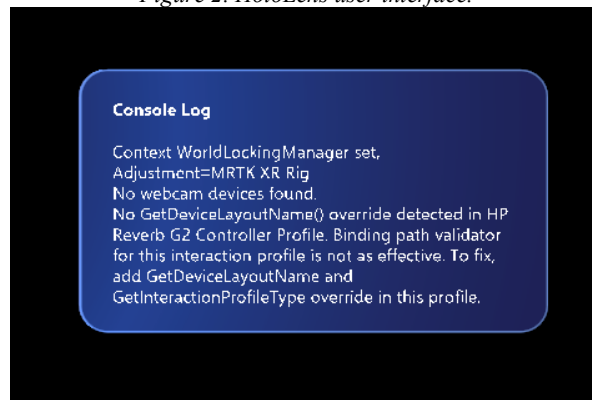 Figure 2. HoloLens user interface.
Console Log
Context WorldLockingManager set,
Adjustment=MRTK XR Rig
No webcam devices found.
No GetDeviceLayoutName() override detected in HP
Reverb G2 Controller Profile. Binding path validator
for this interaction profile is not as effective. To fix,
add GetDeviceLayoutName and
GetInteractionProfileType override in this profile.